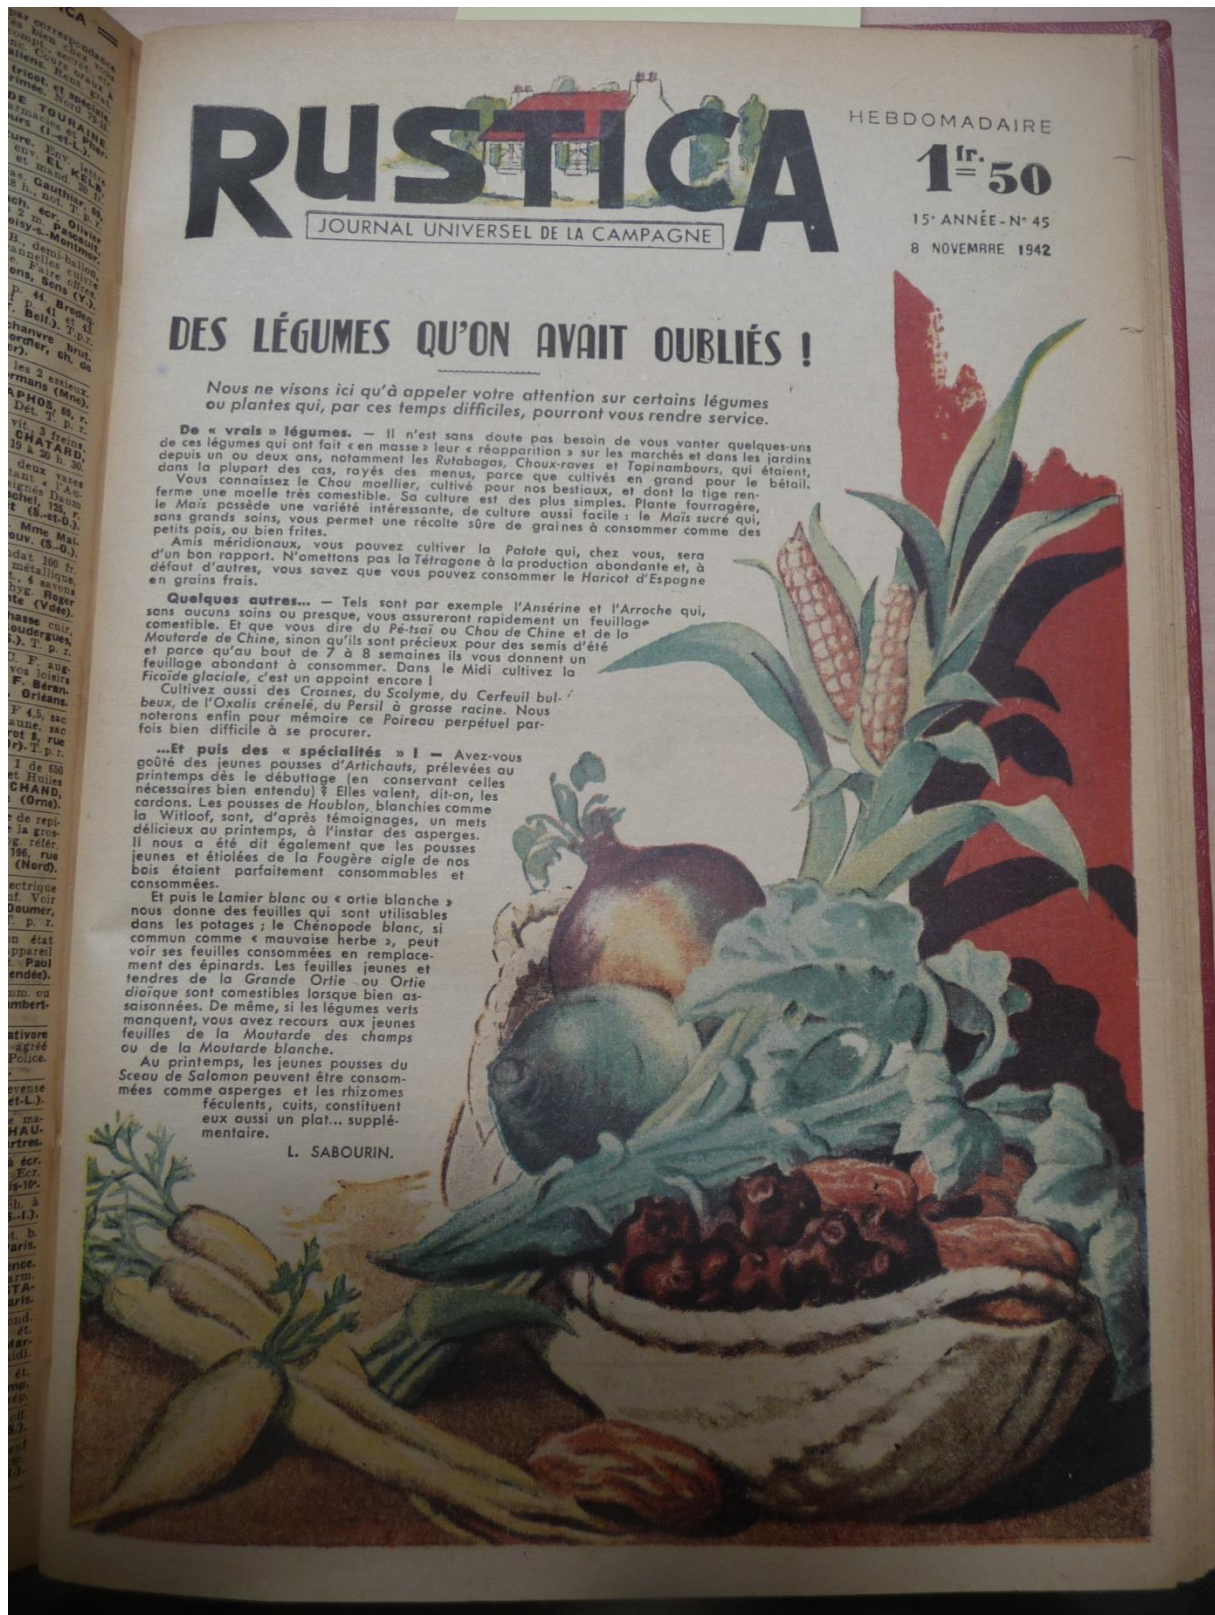 RUSTICA
JOURNAL UNIVERSEL DE LA CAMPAGNE
HEBDOMADAIRE
1 fr. 50
15e ANNÉE - N° 45
8 NOVEMBRE 1942
DES LÉGUMES QU'ON AVAIT OUBLIÉS !
Nous ne visons ici qu'à appeler votre attention sur certains légumes
ou plantes qui, par ces temps difficiles, pourront vous rendre service.
De « vrais » légumes. — Il n'est sans doute pas besoin de vous vanter quelques-uns
de ces légumes qui ont fait « en masse » leur « réapparition » sur les marchés et dans les jardins
depuis un ou deux ans, notamment les Rutabagas, Choux-raves et Topinambours, qui étaient,
dans la plupart des cas, rayés des menus, parce que cultivés en grand pour le bétail.
Vous connaissez le Chou moellier, cultivé pour nos bestiaux, et dont la tige ren-
ferme une moelle très comestible. Sa culture est des plus simples. Plante fourragère,
le Maïs possède une variété intéressante, de culture aussi facile : le Maïs sucré qui,
sans grands soins, vous permet une récolte sûre de graines à consommer comme des
petits pois, ou bien frites.
Amis méridionaux, vous pouvez cultiver la Patate qui, chez vous, sera
d'un bon rapport. N'omettons pas la Tétragone à la production abondante et, à
défaut d'autres, vous savez que vous pouvez consommer le Haricot d'Espagne
en grains frais.
Quelques autres... — Tels sont par exemple l'Ansérine et l'Arroche qui,
sans aucuns soins ou presque, vous assureront rapidement un feuillage
comestible. Et que vous dire du Pé-tsaï ou Chou de Chine et de la
Moutarde de Chine, sinon qu'ils sont précieux pour des semis d'été
et parce qu'au bout de 7 à 8 semaines ils vous donnent un
feuillage abondant à consommer. Dans le Midi cultivez la
Ficoïde glaciale, c'est un appoint encore !
Cultivez aussi des Crosnes, du Scolyme, du Cerfeuil bul-
beux, de l'Oxalis crénelé, du Persil à grosse racine. Nous
noterons enfin pour mémoire ce Poireau perpétuel par-
fois bien difficile à se procurer.
...Et puis des « spécialités » ! — Avez-vous
goûté des jeunes pousses d'Artichauts, prélevées au
printemps dès le débuttage (en conservant celles
nécessaires bien entendu) ? Elles valent, dit-on, les
cardons. Les pousses de Houblon, blanchies comme
la Witloof, sont, d'après témoignages, un mets
délicieux au printemps, à l'instar des asperges.
Il nous a été dit également que les pousses
jeunes et étiolées de la Fougère aigle de nos
bois étaient parfaitement consommables et
consommées.
Et puis le Lamier blanc ou « ortie blanche »
nous donne des feuilles qui sont utilisables
dans les potages ; le Chénopode blanc, si
commun comme « mauvaise herbe », peut
voir ses feuilles consommées en remplace-
ment des épinards. Les feuilles jeunes et
tendres de la Grande Ortie ou Ortie
dioïque sont comestibles lorsque bien as-
saisonnées. De même, si les légumes verts
manquent, vous avez recours aux jeunes
feuilles de la Moutarde des champs
ou de la Moutarde blanche.
Au printemps, les jeunes pousses du
Sceau de Salomon peuvent être consom-
mées comme asperges et les rhizomes
féculents, cuits, constituent
eux aussi un plat... supplé-
mentaire.
L. SABOURIN.